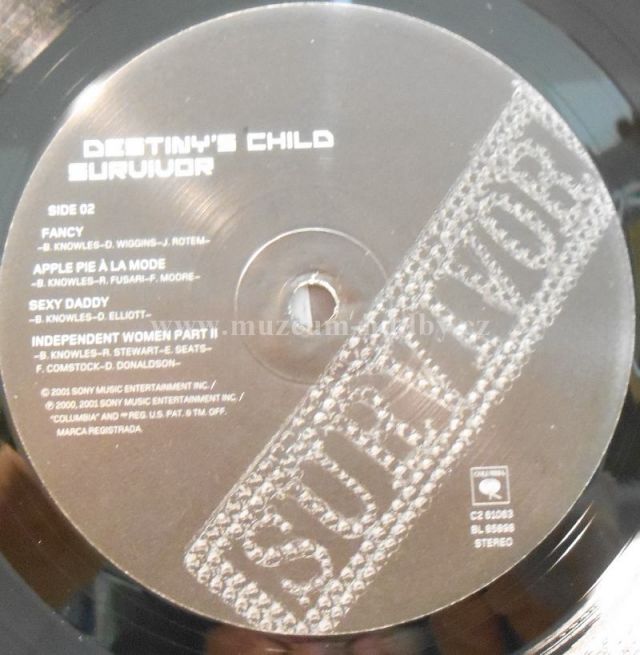 DESTINY'S CHILD
SURVIVOR
SIDE 02
FANCY
–B. KNOWLES–D. WIGGINS–J. ROTEM–
APPLE PIE À LA MODE
–B. KNOWLES–R. FUSARI–F. MOORE–
SEXY DADDY
–B. KNOWLES–D. ELLIOTT–
INDEPENDENT WOMEN PART II
–B. KNOWLES–R. STEWART–E. SEATS–
F. COMSTOCK–D. DONALDSON–
© 2001 SONY MUSIC ENTERTAINMENT INC. /
℗ 2000, 2001 SONY MUSIC ENTERTAINMENT INC. /
"COLUMBIA" AND REG. U.S. PAT. & TM. OFF.
MARCA REGISTRADA.
SURVIVOR
www.muzeum-hudby.cz
COLUMBIA
C2 61063
BL 85996
STEREO